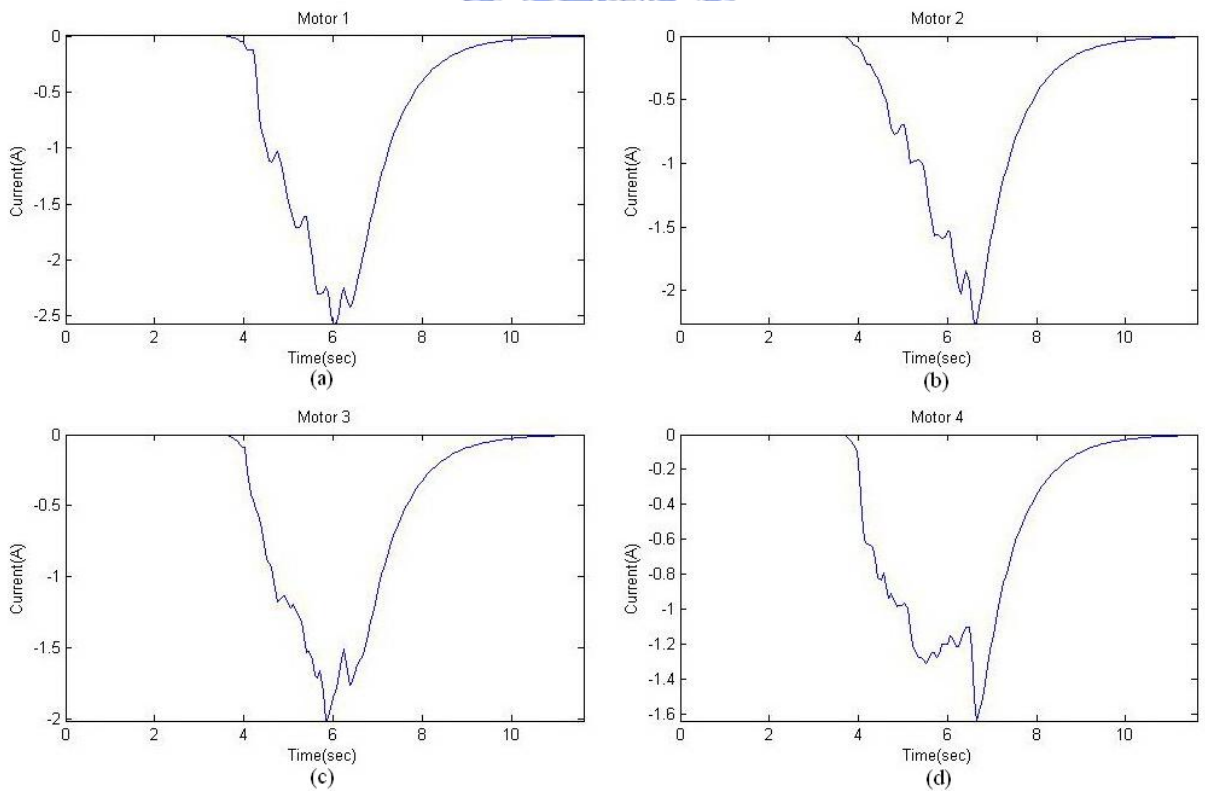 Motor 1
0
-0.5
-1
-1.5
-2
-2.5
Current(A)
0 2 4 6 8 10
Time(sec)
(a)
Motor 2
0
-0.5
-1
-1.5
-2
Current(A)
0 2 4 6 8 10
Time(sec)
(b)
Motor 3
0
-0.5
-1
-1.5
-2
Current(A)
0 2 4 6 8 10
Time(sec)
(c)
Motor 4
0
-0.2
-0.4
-0.6
-0.8
-1
-1.2
-1.4
-1.6
Current(A)
0 2 4 6 8 10
Time(sec)
(d)